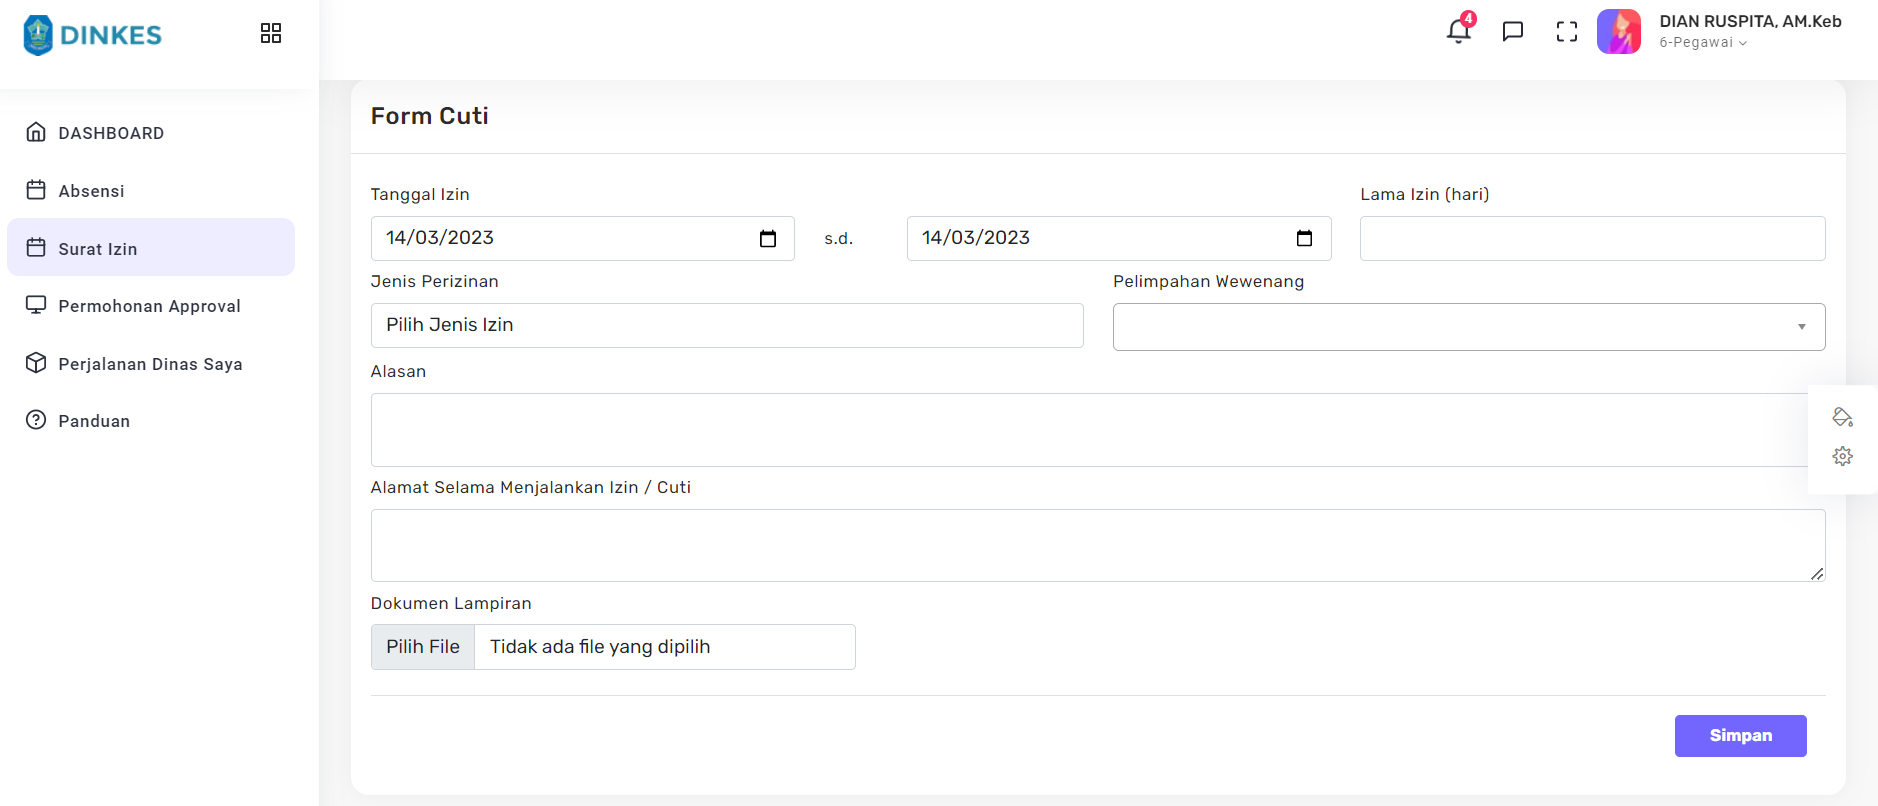 DINKES
4
DIAN RUSPITA, AM.Keb
6-Pegawai
DASHBOARD
Absensi
Surat Izin
Permohonan Approval
Perjalanan Dinas Saya
Panduan
Form Cuti
Tanggal Izin
Lama Izin (hari)
14/03/2023
s.d.
14/03/2023
Jenis Perizinan
Pelimpahan Wewenang
Pilih Jenis Izin
Alasan
Alamat Selama Menjalankan Izin / Cuti
Dokumen Lampiran
Pilih File
Tidak ada file yang dipilih
Simpan